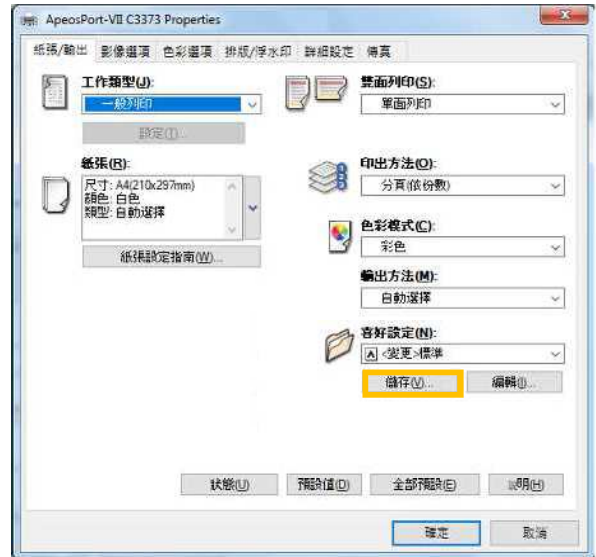 ApeosPort-VII C3373 Properties
紙張/輸出 影像選項 色彩選項 排版/浮水印 詳細設定 傳真
工作類型(J):
一般列印
設定(I)...
紙張(R):
尺寸: A4(210x297mm)
顏色: 白色
類型: 自動選擇
紙張設定指南(W)...
雙面列印(S):
單面列印
印出方法(O):
分頁(依份數)
色彩模式(C):
彩色
輸出方法(M):
自動選擇
喜好設定(N):
A <變更>標準
儲存(V)... 編輯(I)...
狀態(U) 預設值(D) 全部預設(E) 說明(H)
確定 取消